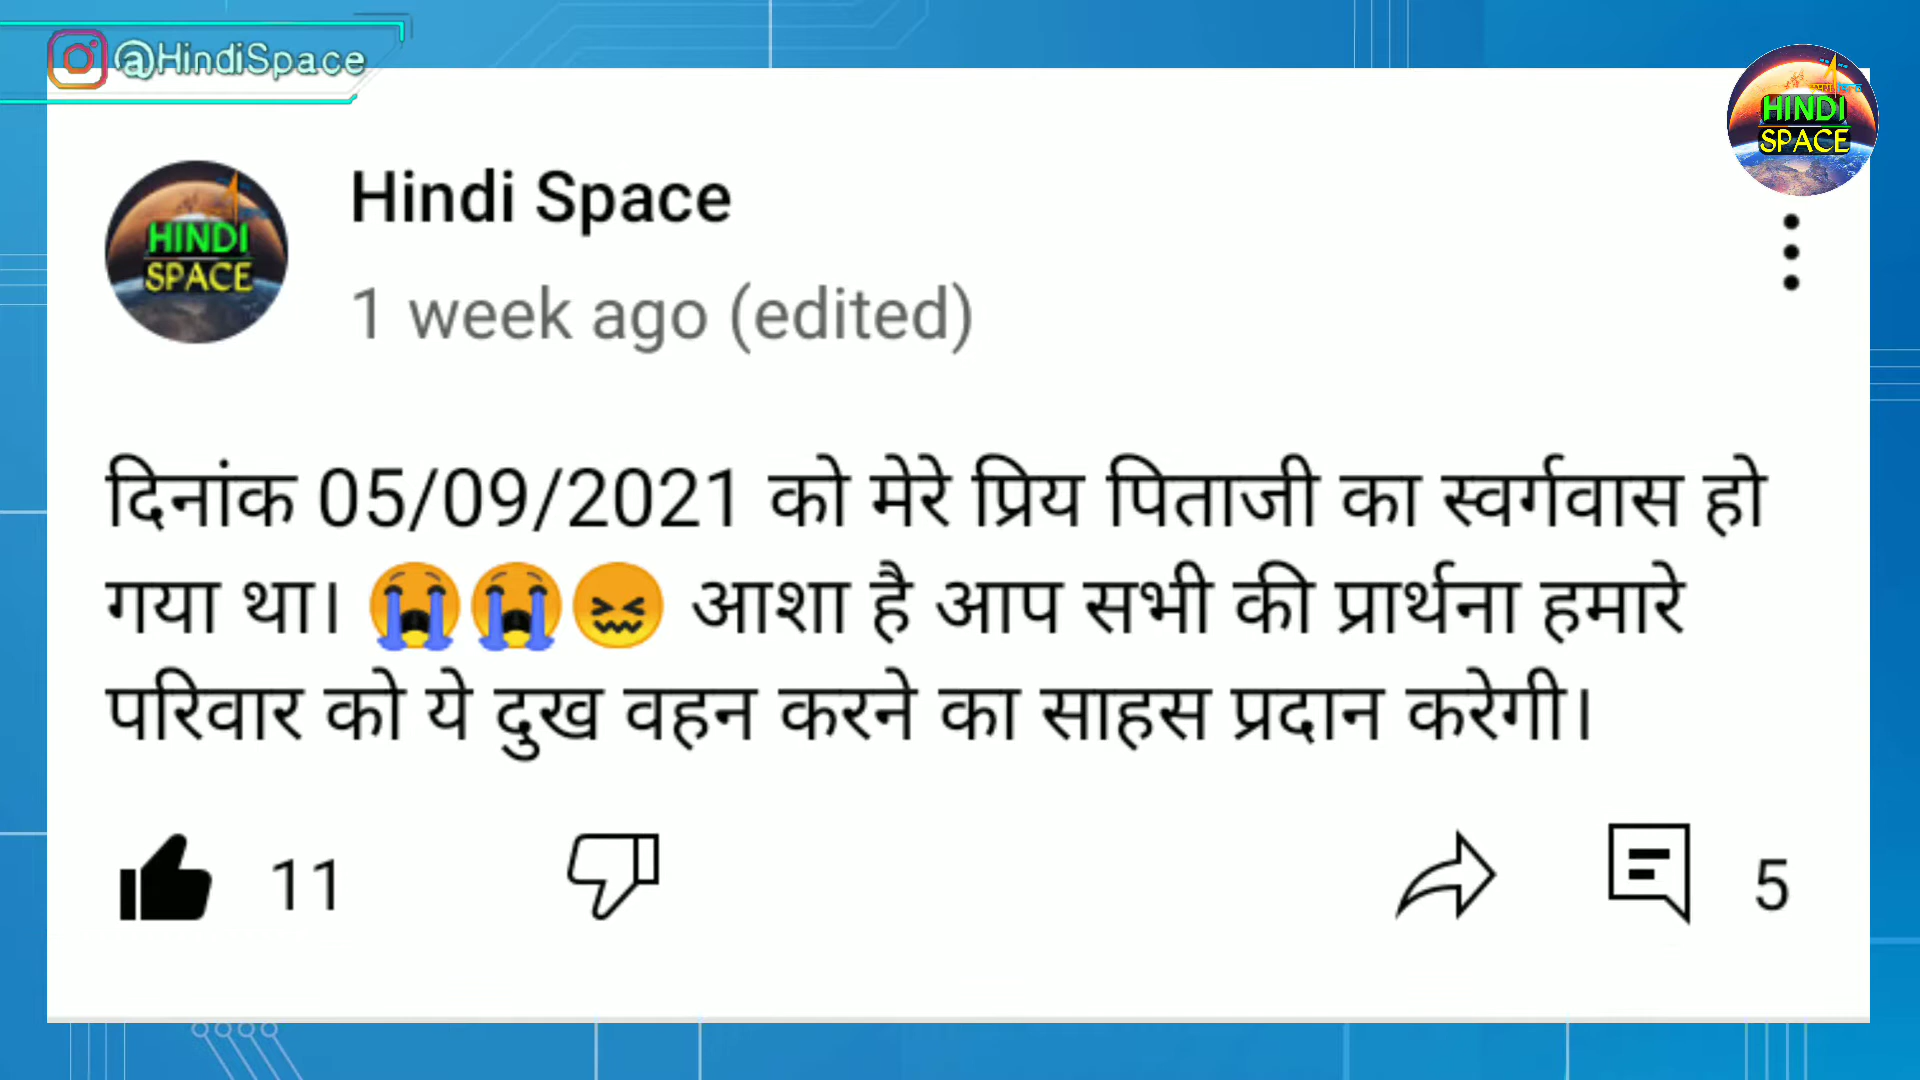 @HindiSpace
HINDI
SPACE
Hindi Space
HINDI
SPACE
1 week ago (edited)
दिनांक 05/09/2021 को मेरे प्रिय पिताजी का स्वर्गवास हो
गया था। 😭😭😖 आशा है आप सभी की प्रार्थना हमारे
परिवार को ये दुख वहन करने का साहस प्रदान करेगी।
11
5